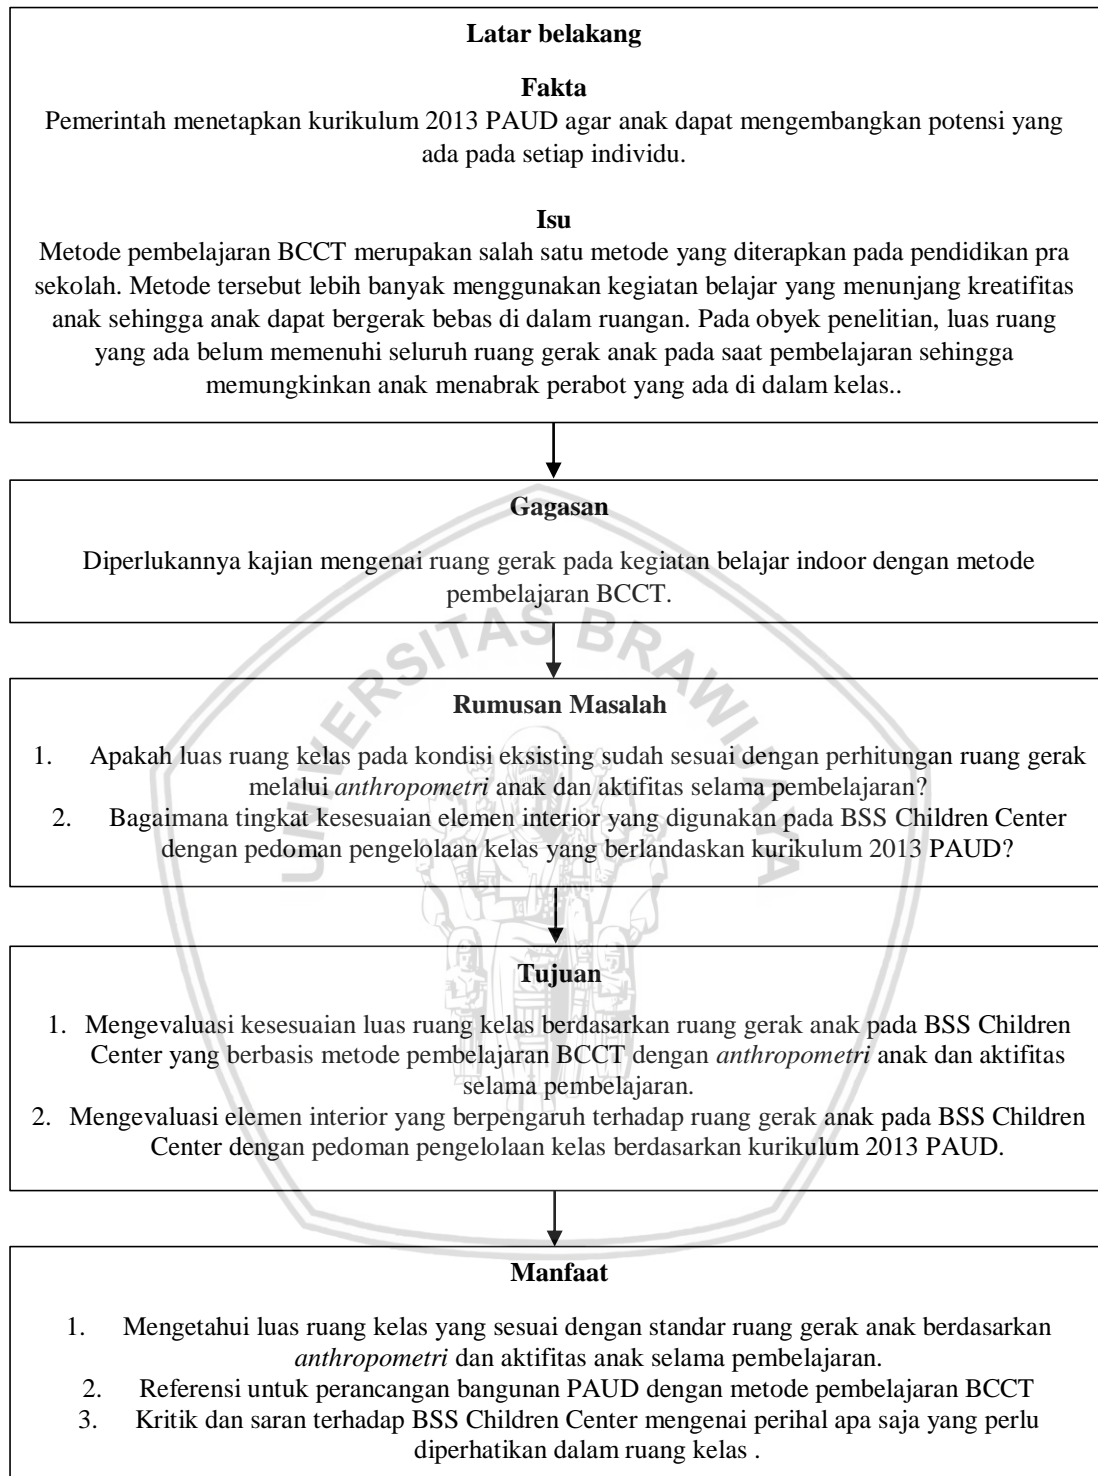 Latar belakang
Fakta
Pemerintah menetapkan kurikulum 2013 PAUD agar anak dapat mengembangkan potensi yang
ada pada setiap individu.
Isu
Metode pembelajaran BCCT merupakan salah satu metode yang diterapkan pada pendidikan pra
sekolah. Metode tersebut lebih banyak menggunakan kegiatan belajar yang menunjang kreatifitas
anak sehingga anak dapat bergerak bebas di dalam ruangan. Pada obyek penelitian, luas ruang
yang ada belum memenuhi seluruh ruang gerak anak pada saat pembelajaran sehingga
memungkinkan anak menabrak perabot yang ada di dalam kelas..
Gagasan
Diperlukannya kajian mengenai ruang gerak pada kegiatan belajar indoor dengan metode
pembelajaran BCCT.
UNIVERSITAS BRAWIJAYA
Rumusan Masalah
1. Apakah luas ruang kelas pada kondisi eksisting sudah sesuai dengan perhitungan ruang gerak
melalui anthropometri anak dan aktifitas selama pembelajaran?
2. Bagaimana tingkat kesesuaian elemen interior yang digunakan pada BSS Children Center
dengan pedoman pengelolaan kelas yang berlandaskan kurikulum 2013 PAUD?
Tujuan
1. Mengevaluasi kesesuaian luas ruang kelas berdasarkan ruang gerak anak pada BSS Children
Center yang berbasis metode pembelajaran BCCT dengan anthropometri anak dan aktifitas
selama pembelajaran.
2. Mengevaluasi elemen interior yang berpengaruh terhadap ruang gerak anak pada BSS Children
Center dengan pedoman pengelolaan kelas berdasarkan kurikulum 2013 PAUD.
Manfaat
1. Mengetahui luas ruang kelas yang sesuai dengan standar ruang gerak anak berdasarkan
anthropometri dan aktifitas anak selama pembelajaran.
2. Referensi untuk perancangan bangunan PAUD dengan metode pembelajaran BCCT
3. Kritik dan saran terhadap BSS Children Center mengenai perihal apa saja yang perlu
diperhatikan dalam ruang kelas .